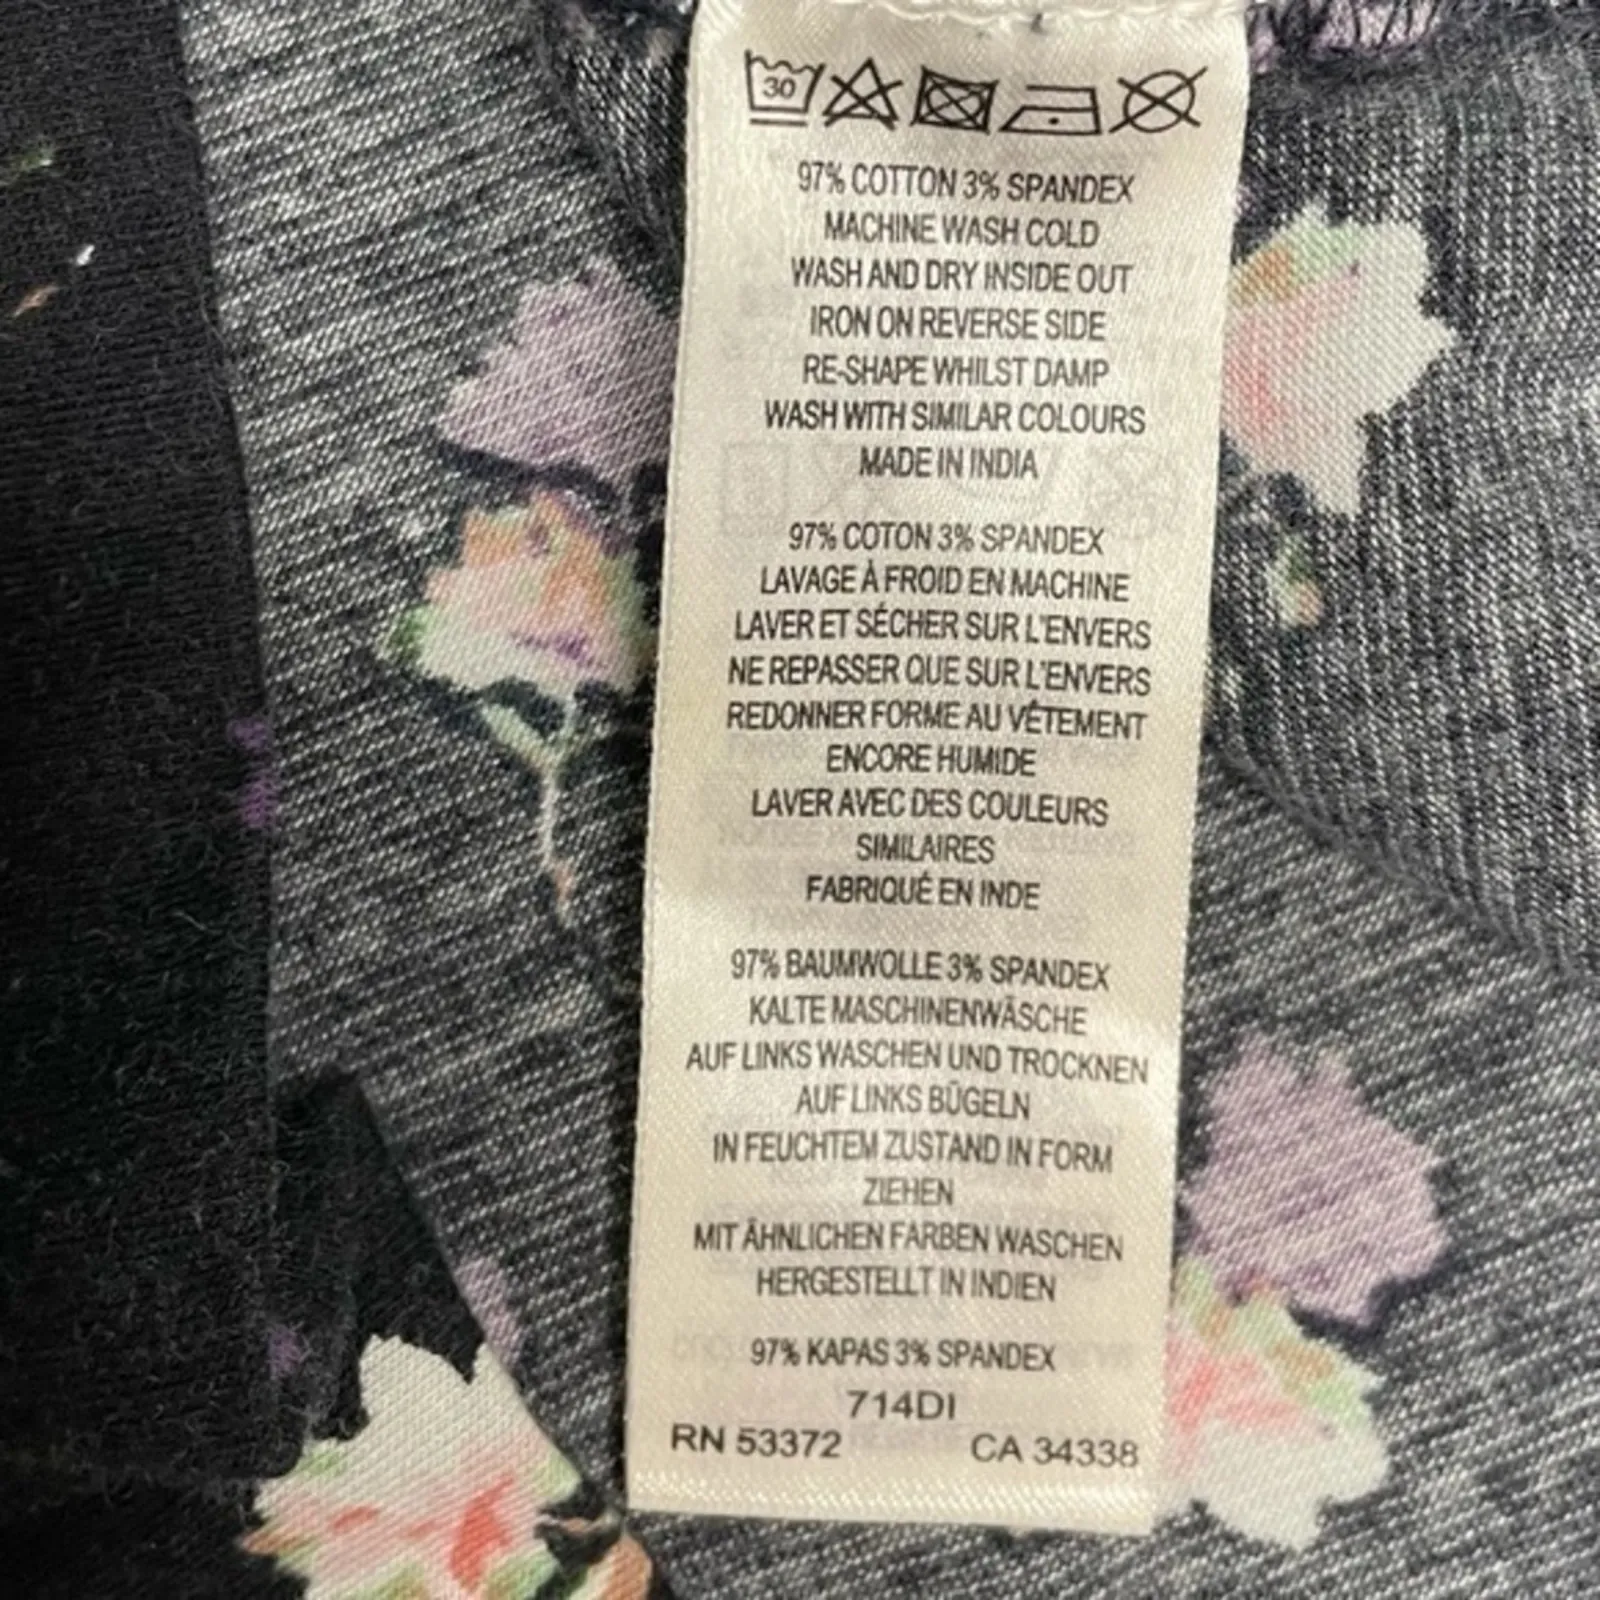 30
97% COTTON 3% SPANDEX
MACHINE WASH COLD
WASH AND DRY INSIDE OUT
IRON ON REVERSE SIDE
RE-SHAPE WHILST DAMP
WASH WITH SIMILAR COLOURS
MADE IN INDIA
97% COTON 3% SPANDEX
LAVAGE À FROID EN MACHINE
LAVER ET SÉCHER SUR L'ENVERS
NE REPASSER QUE SUR L'ENVERS
REDONNER FORME AU VÉTEMENT
ENCORE HUMIDE
LAVER AVEC DES COULEURS
SIMILAIRES
FABRIQUÉ EN INDE
97% BAUMWOLLE 3% SPANDEX
KALTE MASCHINENWÄSCHE
AUF LINKS WASCHEN UND TROCKNEN
AUF LINKS BÜGELN
IN FEUCHTEM ZUSTAND IN FORM
ZIEHEN
MIT ÄHNLICHEN FARBEN WASCHEN
HERGESTELLT IN INDIEN
97% KAPAS 3% SPANDEX
714DI
RN 53372 CA 34338